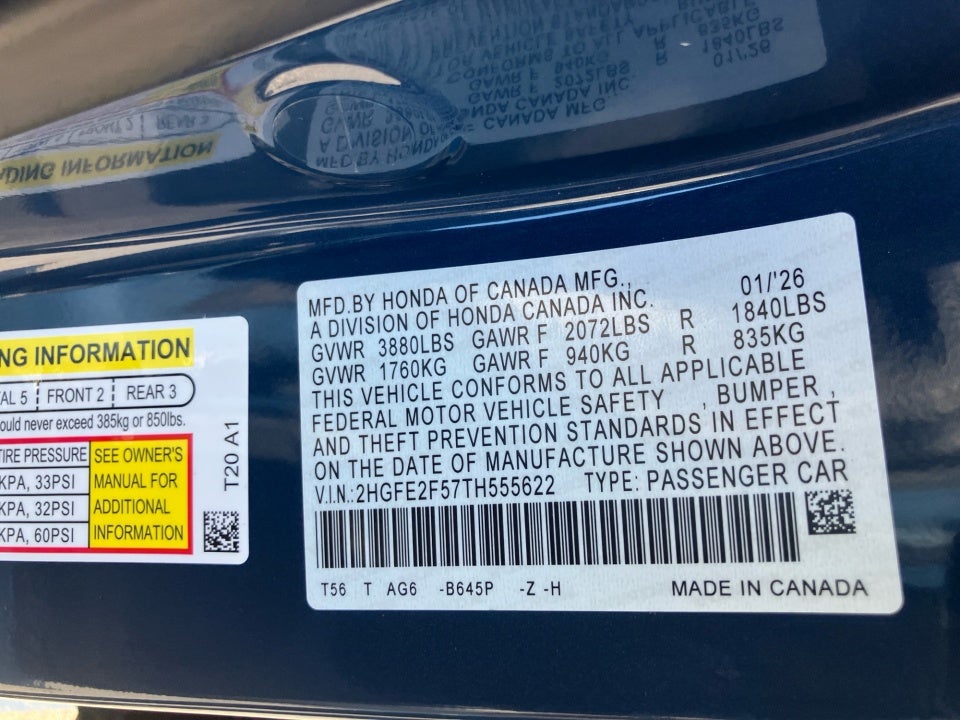 NG INFORMATION
AL 5 FRONT 2 REAR 3
ould never exceed 385kg or 850lbs.
TIRE PRESSURE SEE OWNER'S
KPA, 33PSI MANUAL FOR
KPA, 32PSI ADDITIONAL
KPA, 60PSI INFORMATION
T20 A1
MFD.BY HONDA OF CANADA MFG., 01/'26
A DIVISION OF HONDA CANADA INC.
GVWR 3880LBS GAWR F 2072LBS R 1840LBS
GVWR 1760KG GAWR F 940KG R 835KG
THIS VEHICLE CONFORMS TO ALL APPLICABLE
FEDERAL MOTOR VEHICLE SAFETY , BUMPER ,
AND THEFT PREVENTION STANDARDS IN EFFECT
ON THE DATE OF MANUFACTURE SHOWN ABOVE.
V.I.N.: 2HGFE2F57TH555622 TYPE: PASSENGER CAR
T56 T AG6 -B645P -Z -H MADE IN CANADA